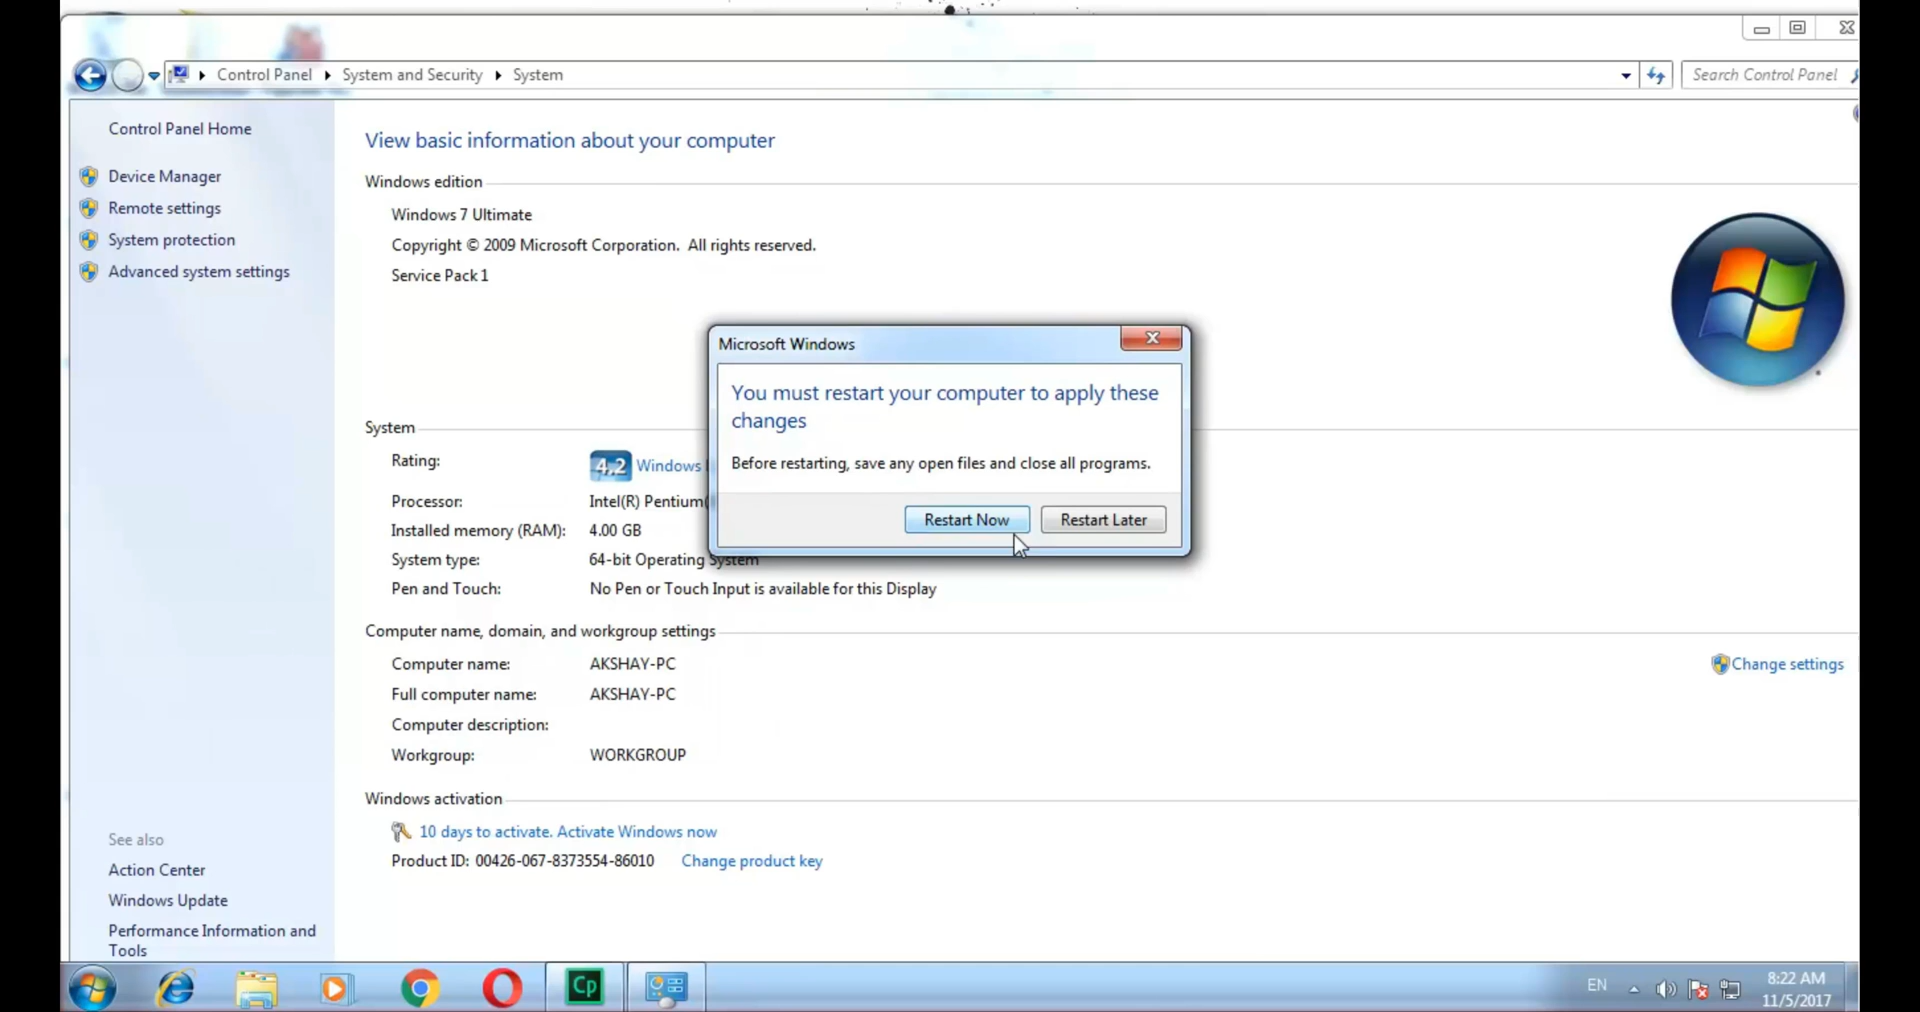 Control Panel System and Security System
Search Control Panel
Control Panel Home
Device Manager
Remote settings
System protection
Advanced system settings
See also
Action Center
Windows Update
Performance Information and
Tools
View basic information about your computer
Windows edition
Windows 7 Ultimate
Copyright © 2009 Microsoft Corporation. All rights reserved.
Service Pack 1
System
Rating: 4.2 Windows
Processor: Intel(R) Pentium(
Installed memory (RAM): 4.00 GB
System type: 64-bit Operating System
Pen and Touch: No Pen or Touch Input is available for this Display
Computer name, domain, and workgroup settings
Computer name: AKSHAY-PC
Change settings
Full computer name: AKSHAY-PC
Computer description:
Workgroup: WORKGROUP
Windows activation
10 days to activate. Activate Windows now
Product ID: 00426-067-8373554-86010 Change product key
Microsoft Windows
You must restart your computer to apply these
changes
Before restarting, save any open files and close all programs.
Restart Now Restart Later
Cp
EN
8:22 AM
11/5/2017